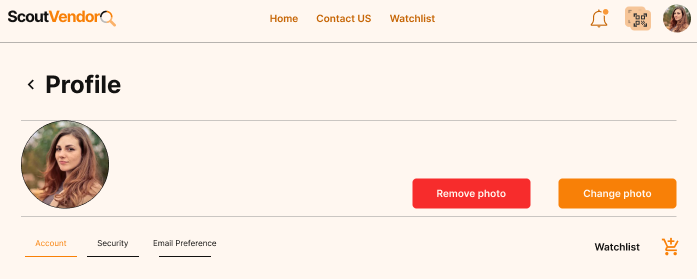 ScoutVendor
Home Contact US Watchlist
Profile
Remove photo Change photo
Account Security Email Preference Watchlist